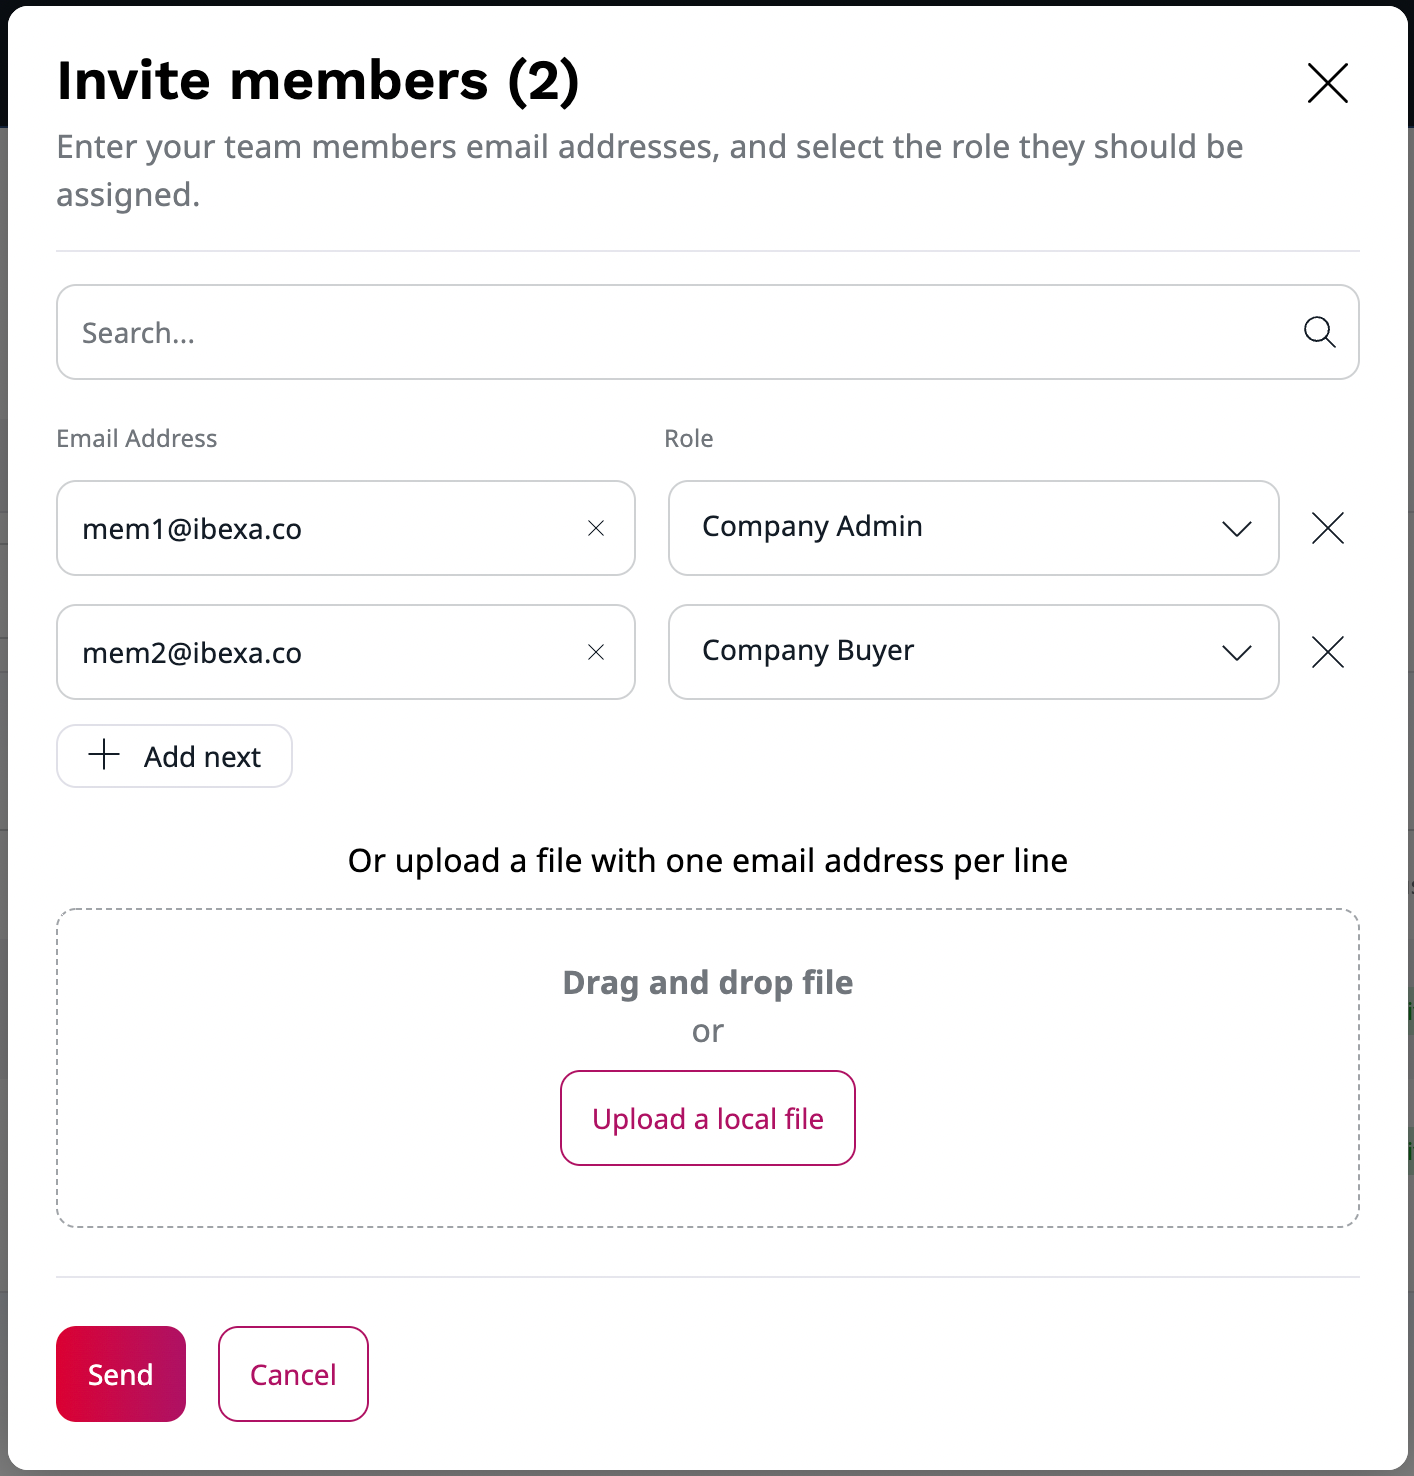 Invite members (2)
Enter your team members email addresses, and select the role they should be
assigned.
Search...
Email Address Role
mem1@ibexa.co Company Admin
mem2@ibexa.co Company Buyer
Add next
Or upload a file with one email address per line
Drag and drop file
or
Upload a local file
Send Cancel